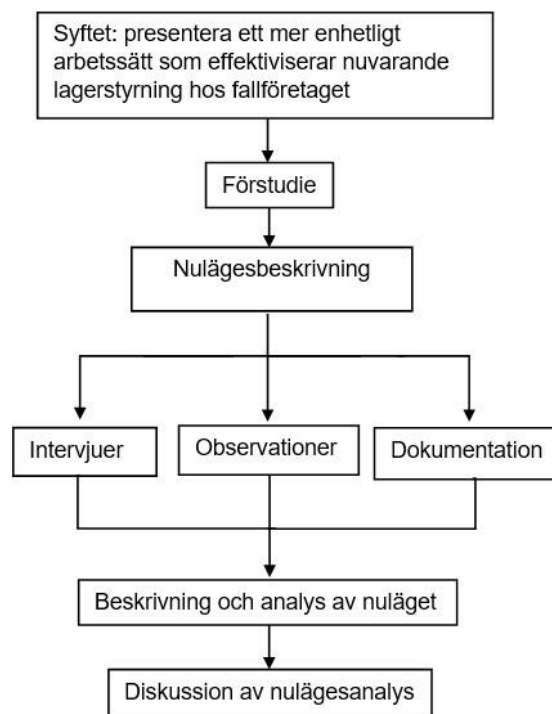 Syftet: presentera ett mer enhetligt
arbetssätt som effektiviserar nuvarande
lagerstyrning hos fallföretaget
Förstudie
Nulägesbeskrivning
Intervjuer
Observationer
Dokumentation
Beskrivning och analys av nuläget
Diskussion av nulägesanalys